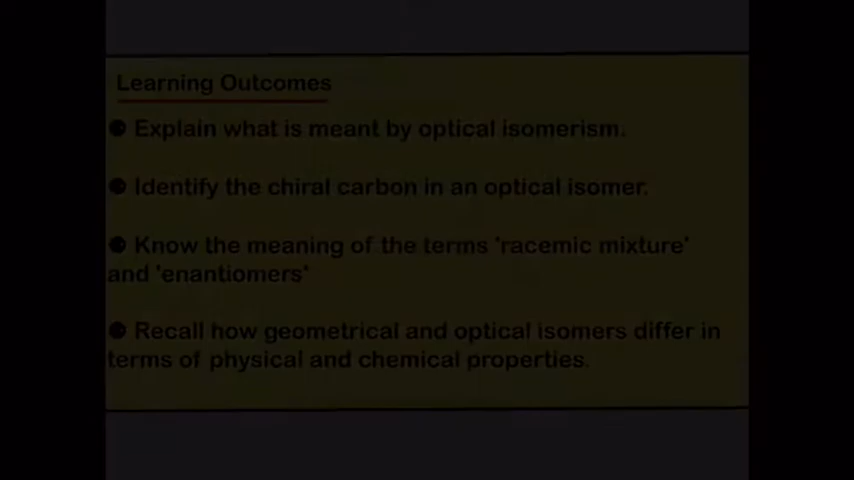 Learning Outcomes
● Explain what is meant by optical isomerism.
● Identify the chiral carbon in an optical isomer.
● Know the meaning of the terms 'racemic mixture'
and 'enantiomers'
● Recall how geometrical and optical isomers differ in
terms of physical and chemical properties.